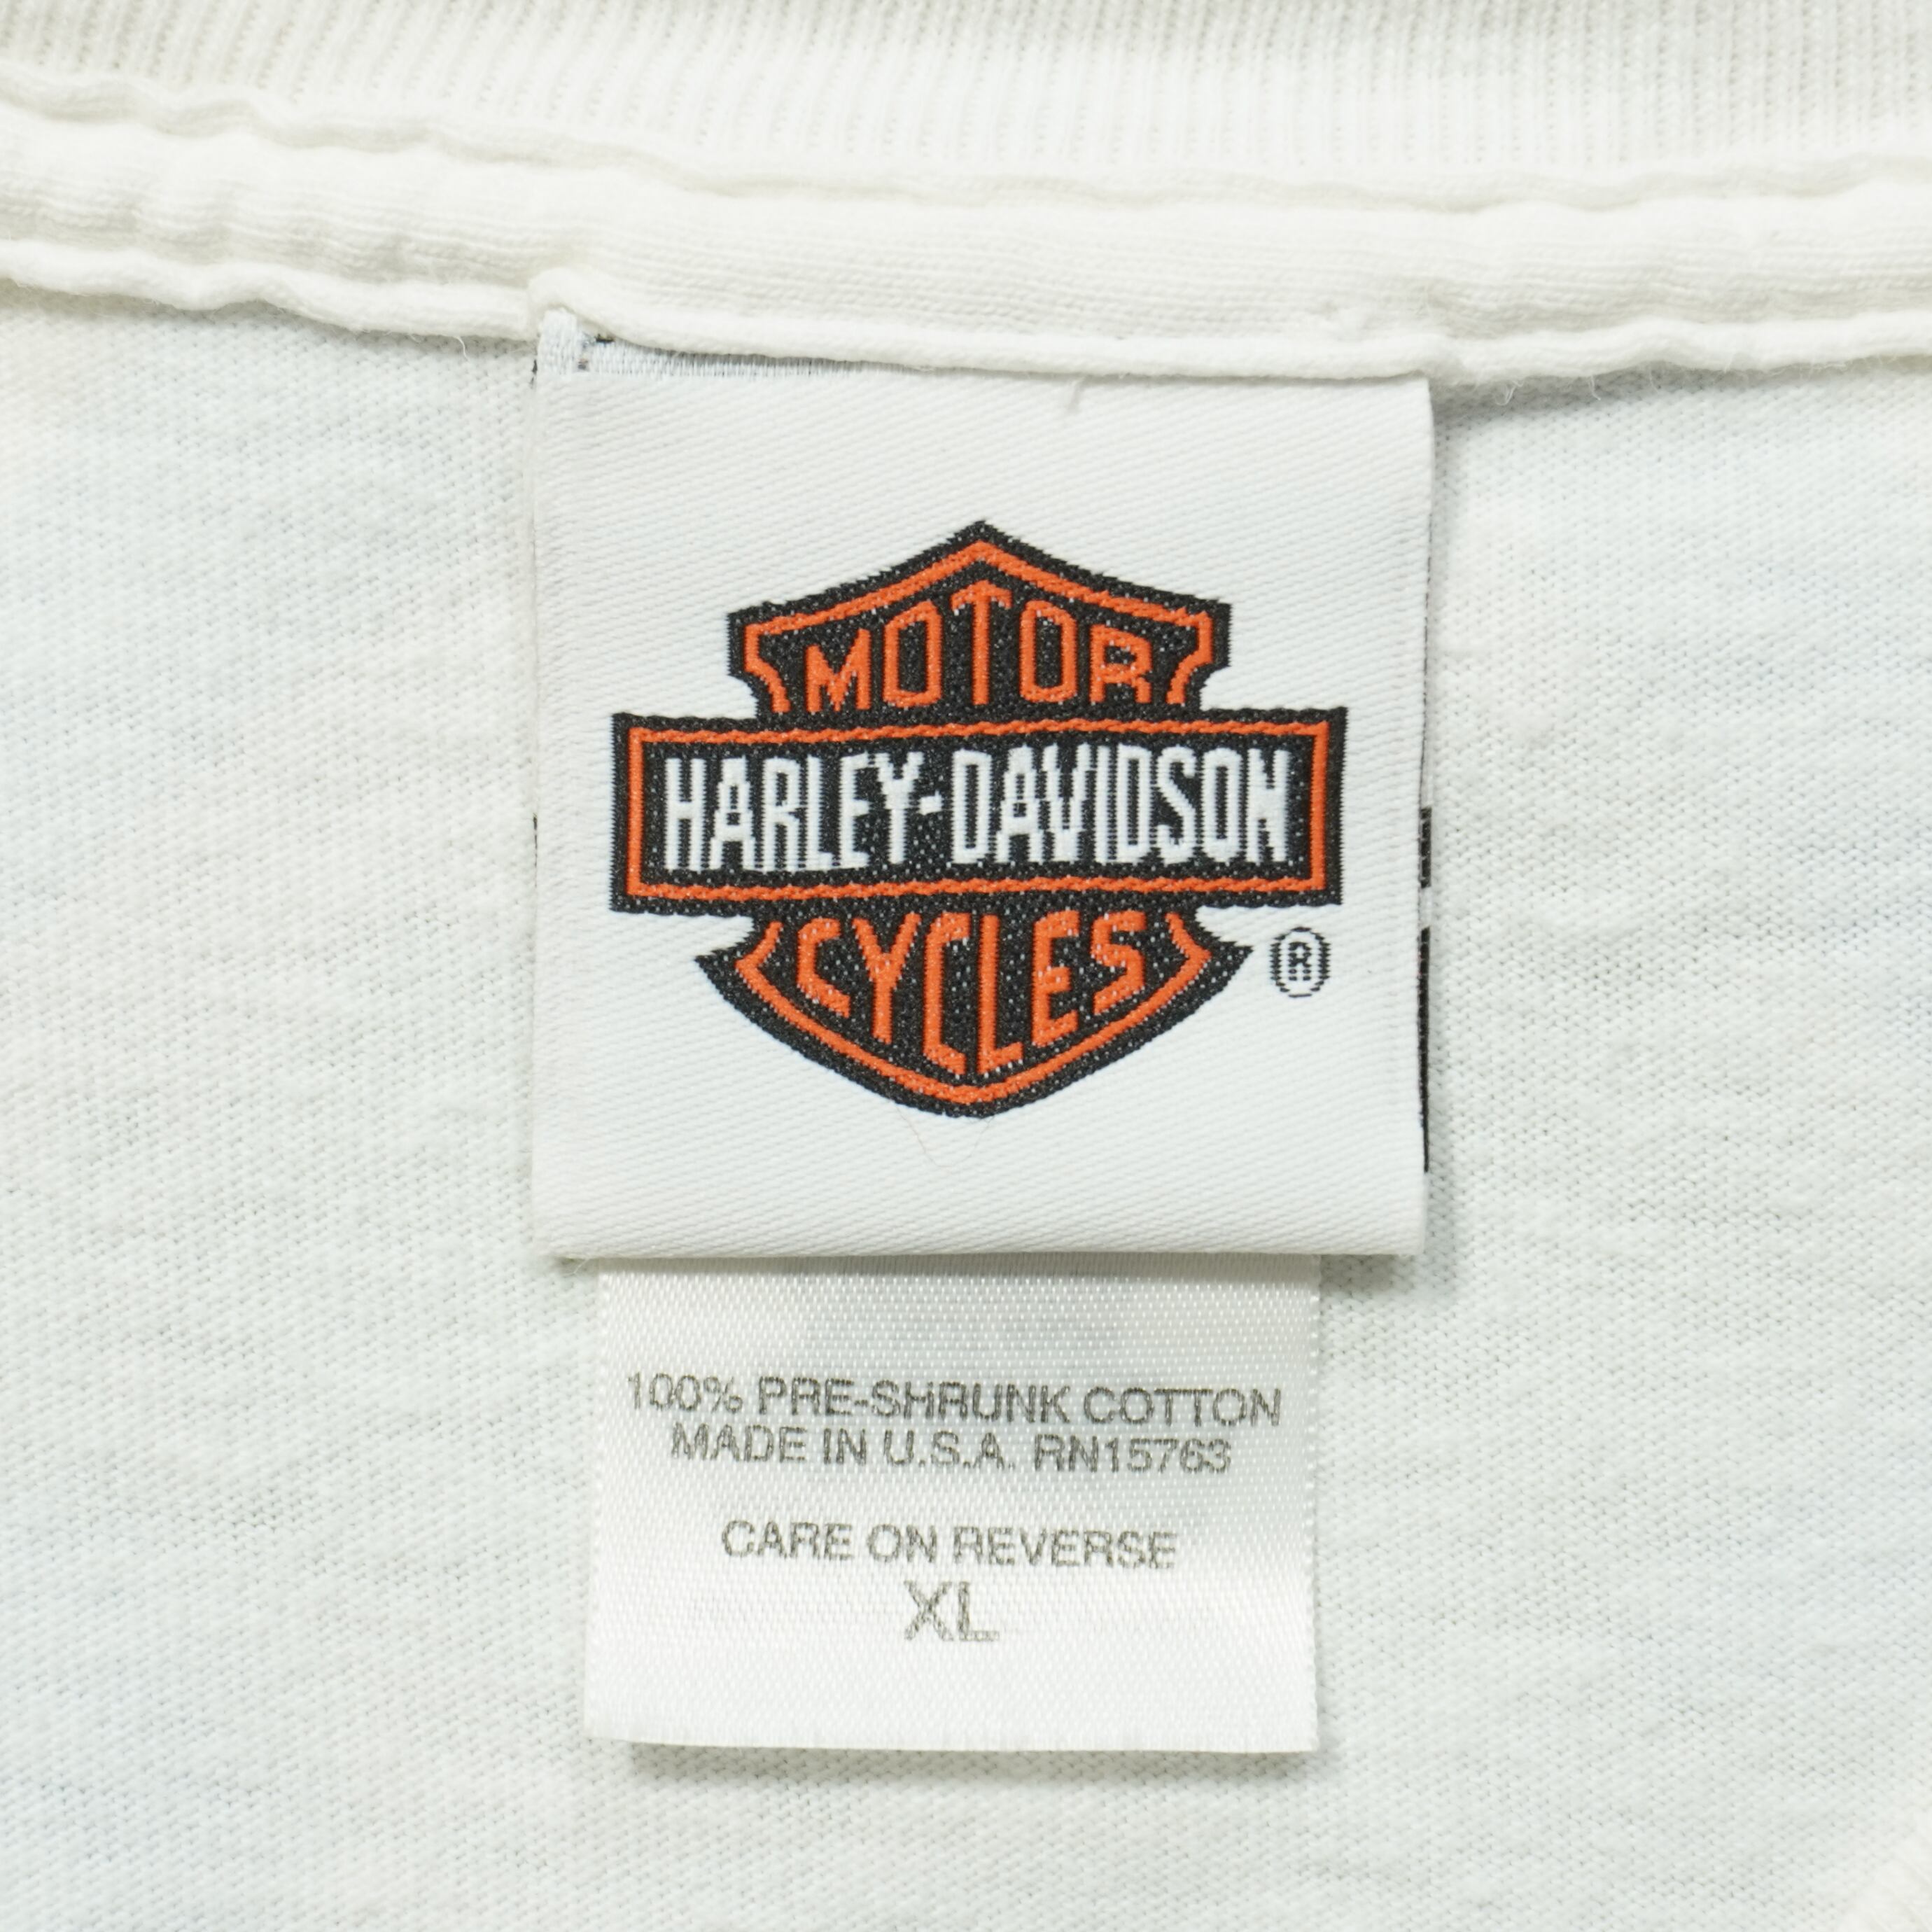 MOTOR
HARLEY-DAVIDSON
CYCLES
®
100% PRE-SHRUNK COTTON
MADE IN U.S.A. RN15763
CARE ON REVERSE
XL